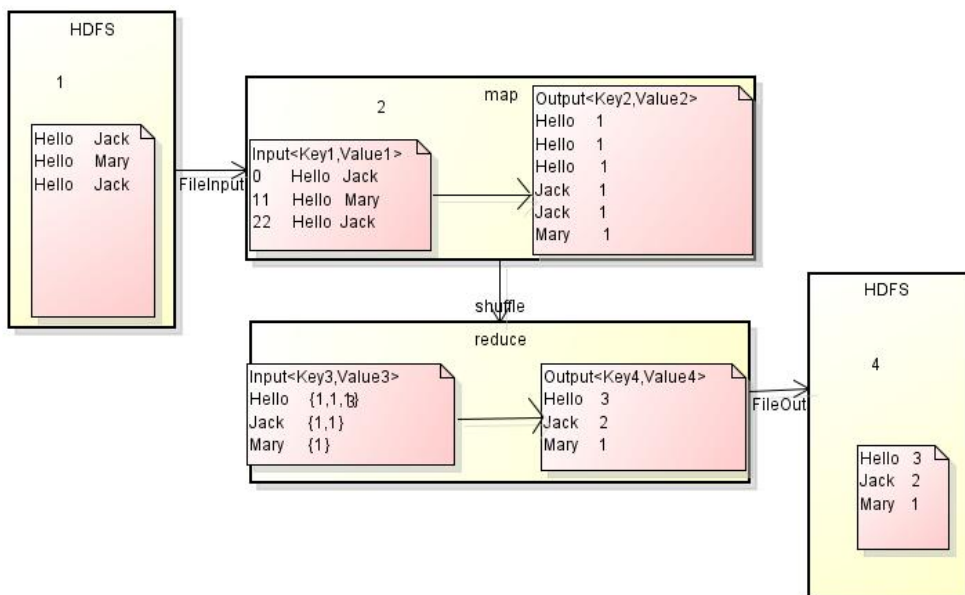 HDFS
1
Hello Jack
Hello Mary
Hello Jack
FileInput
map
2
Input<Key1,Value1>
0 Hello Jack
11 Hello Mary
22 Hello Jack
Output<Key2,Value2>
Hello 1
Hello 1
Hello 1
Jack 1
Jack 1
Mary 1
shuffle
reduce
Input<Key3,Value3>
Hello
Jack {1,1}
Mary {1}
Output<Key4,Value4>
Hello 3
Jack 2
Mary 1
FileOut
HDFS
4
Hello 3
Jack 2
Mary 1